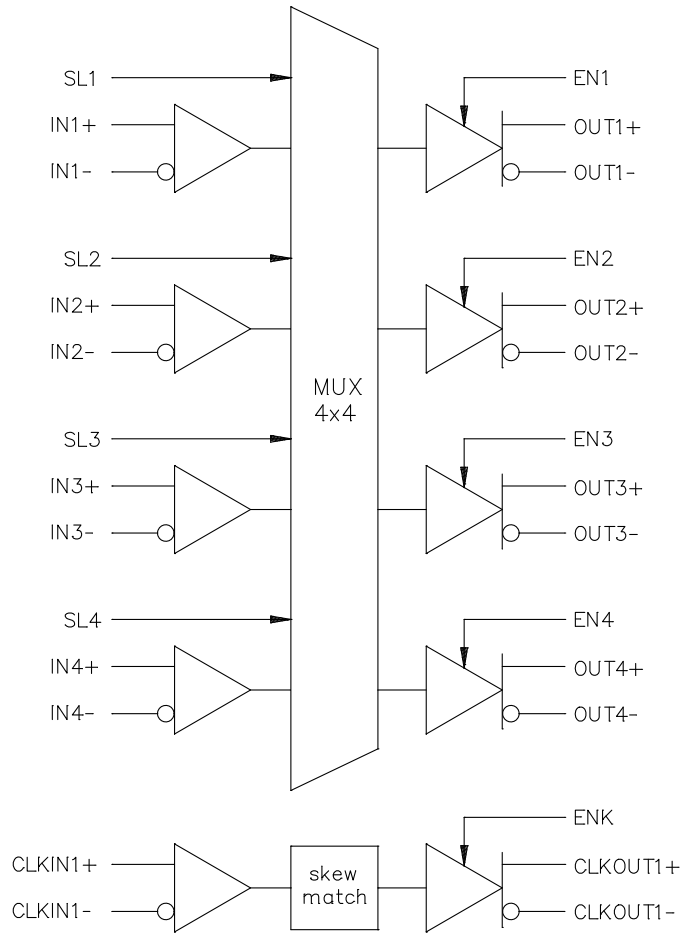 SL1
EN1
IN1+
OUT1+
IN1-
OUT1-
SL2
EN2
IN2+
OUT2+
IN2-
OUT2-
MUX
4x4
SL3
EN3
IN3+
OUT3+
IN3-
OUT3-
SL4
EN4
IN4+
OUT4+
IN4-
OUT4-
ENK
CLKIN1+
skew
match
CLKOUT1+
CLKIN1-
CLKOUT1-